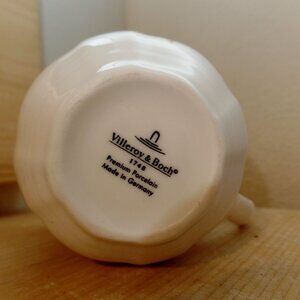 Villeroy & Boch®
1748
Premium Porcelain
Made in Germany